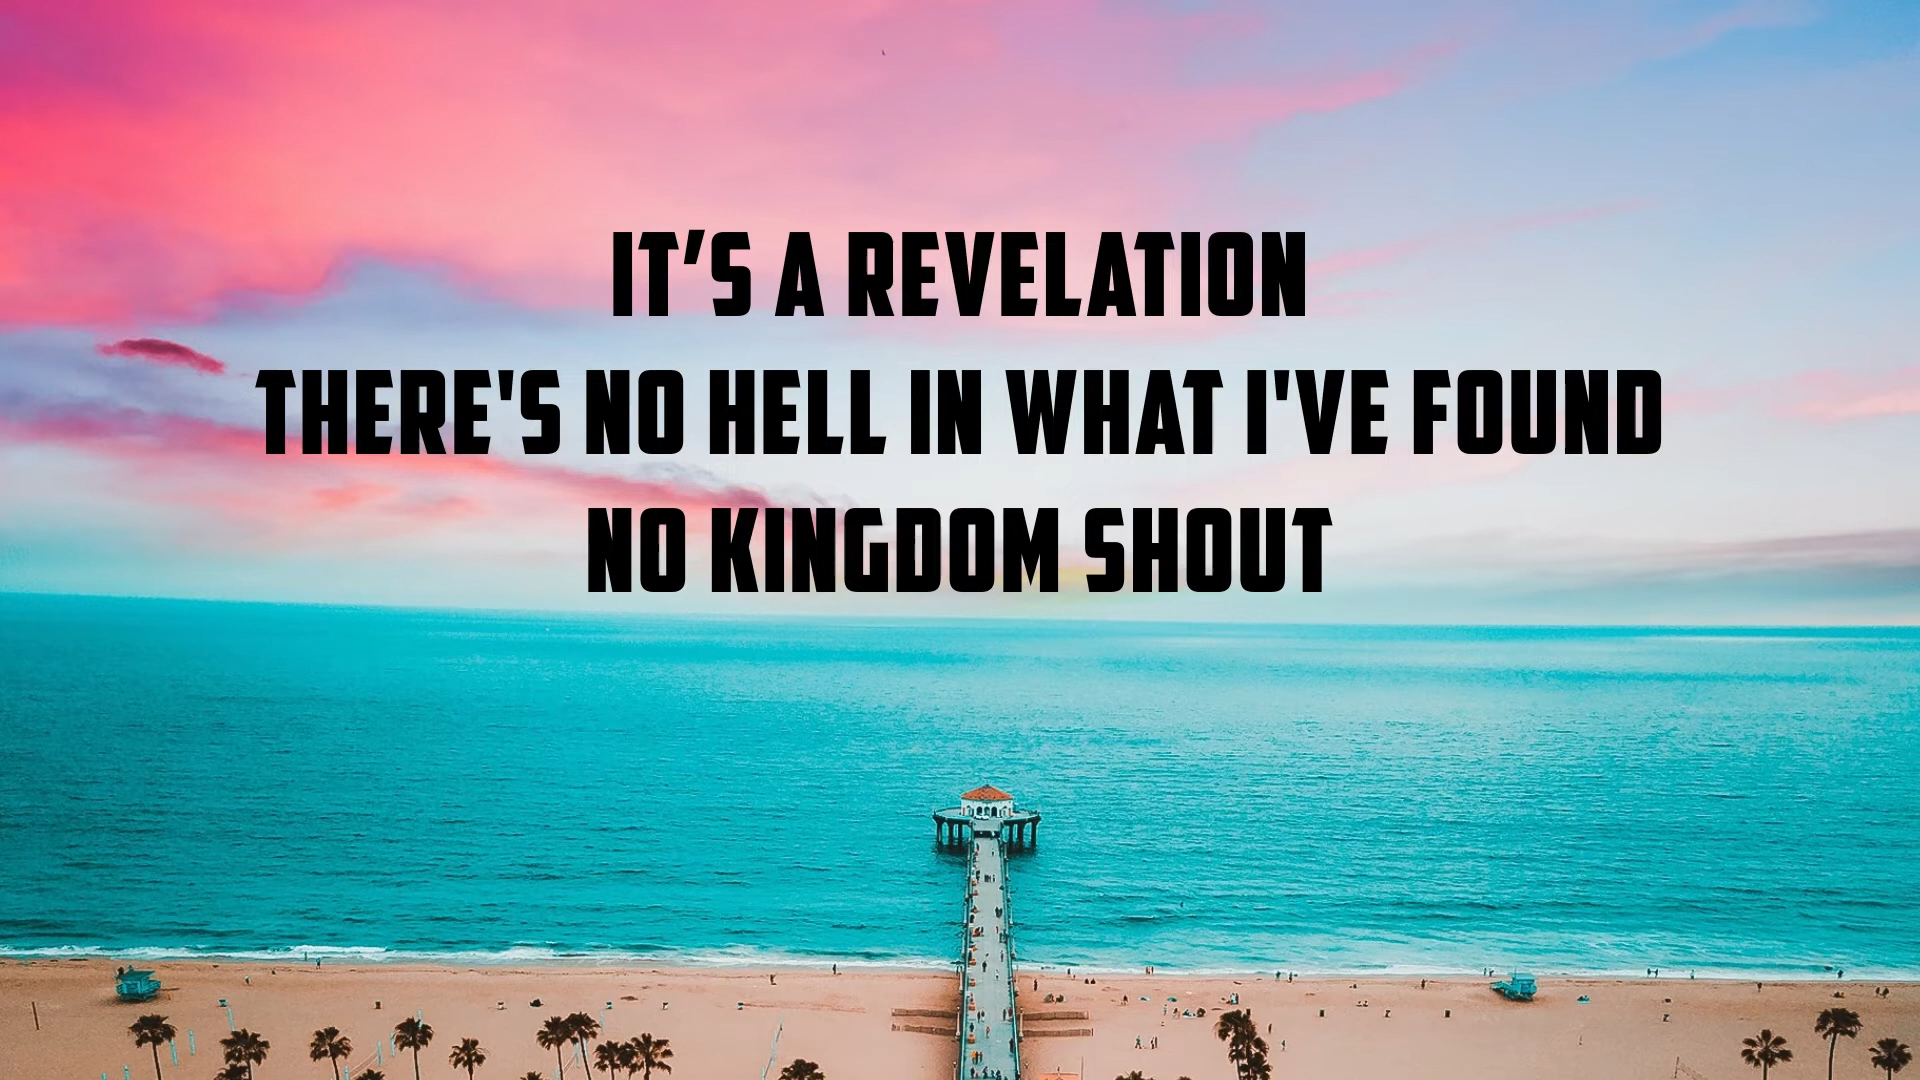 IT’S A REVELATION
THERE'S NO HELL IN WHAT I'VE FOUND
NO KINGDOM SHOUT